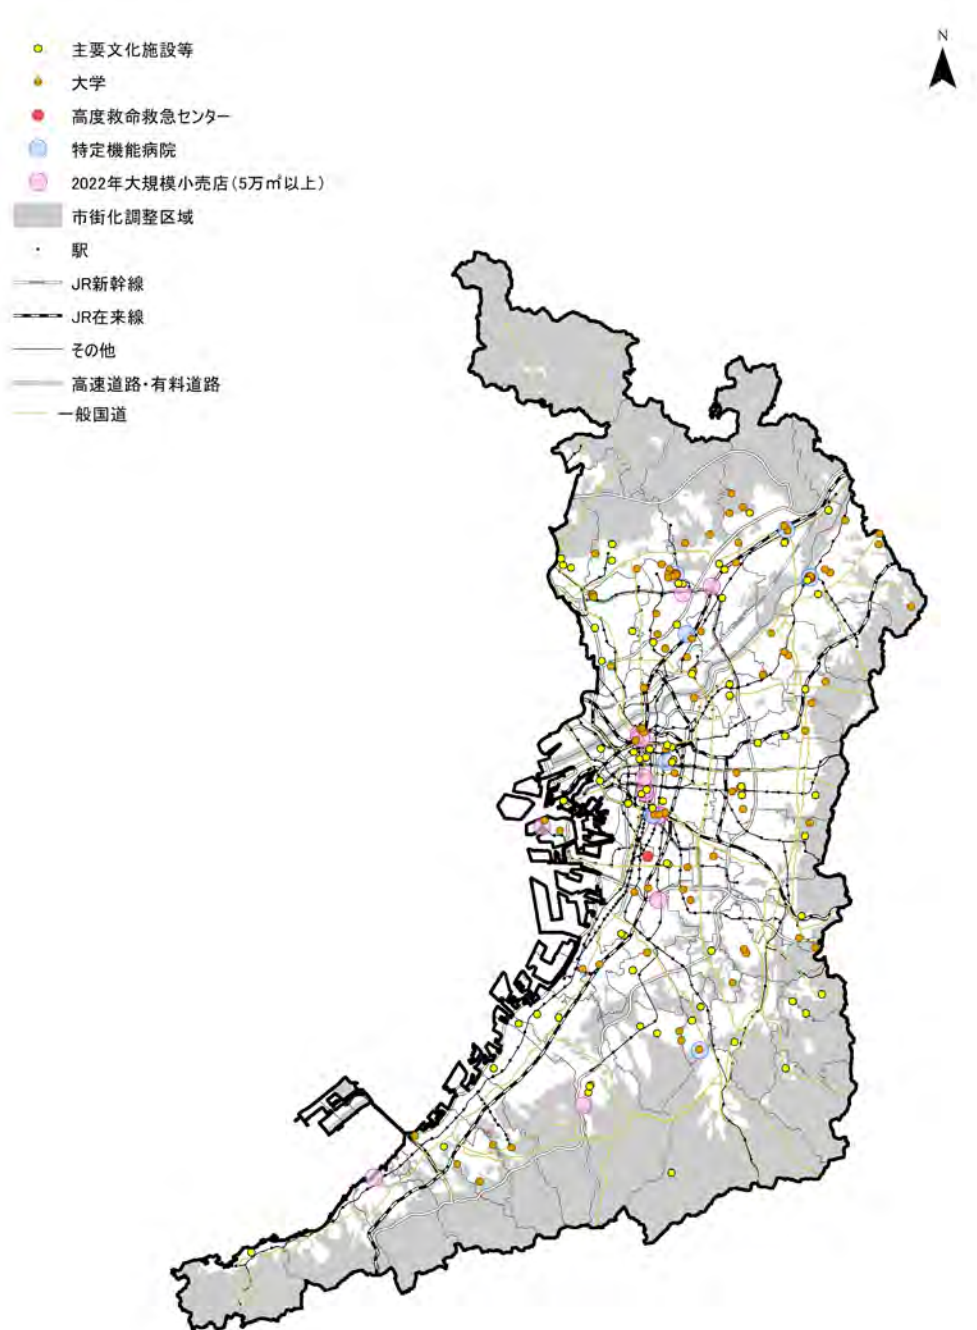 主要文化施設等
大学
高度救命救急センター
特定機能病院
2022年大規模小売店(5万㎡以上)
市街化調整区域
駅
JR新幹線
JR在来線
その他
高速道路・有料道路
一般国道
N